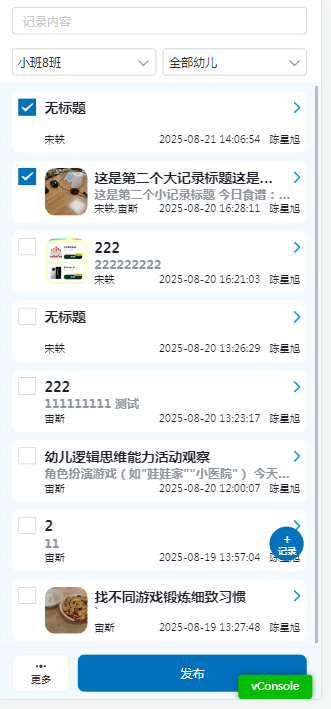 记录内容
小班8班
全部幼儿
无标题
宋轶 2025-08-21 14:06:54 陈星旭
这是第二个大记录标题这是...
这是第二个小记录标题 今日食谱：...
宋轶,宙斯 2025-08-20 16:28:11 陈星旭
222
222222222
宋轶 2025-08-20 16:21:03 陈星旭
无标题
宋轶 2025-08-20 13:26:29 陈星旭
222
111111111 测试
宙斯 2025-08-20 13:23:17 陈星旭
幼儿逻辑思维能力活动观察
角色扮演游戏（如"娃娃家""小医院"） 今天...
宙斯 2025-08-20 12:00:07 陈星旭
2
11
宙斯 2025-08-19 13:57:04 陈星旭
+
记录
找不同游戏锻炼细致习惯
`
宙斯 2025-08-19 13:27:48 陈星旭
更多
发布
vConsole